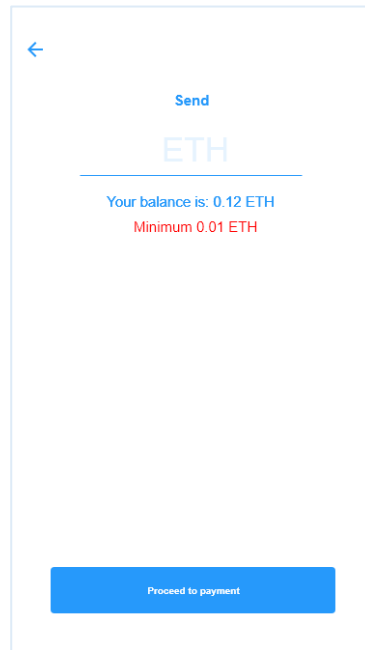 Send
ETH
Your balance is: 0.12 ETH
Minimum 0.01 ETH
Proceed to payment